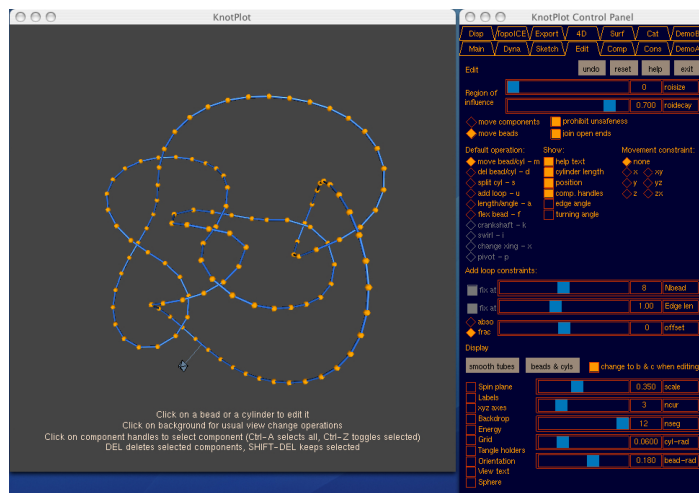 KnotPlot
KnotPlot Control Panel
Disp TopoICE Export 4D Surf Cat DemoB
Main Dyna Sketch Edit Comp Cons DemoA
Edit undo reset help exit
Region of influence
0 roisize
0.700 roidecay
move components prohibit unsafeness
move beads join open ends
Default operation: Show: Movement constraint:
move bead/cyl - m help text none
del bead/cyl - d cylinder length x xy
split cyl - s position y yz
add loop - u comp. handles z zx
length/angle - a edge angle
flex bead - f turning angle
crankshaft - k
swirl - i
change xing - x
pivot - p
Add loop constraints:
fix at 8 Nbead
fix at 1.00 Edge len
abso
frac 0 offset
Display
smooth tubes beads & cyls change to b & c when editing
Spin plane 0.350 scale
Labels
xyz axes 3 ncur
Backdrop
Energy 12 nseg
Grid
Tangle holders 0.0600 cyl-rad
Orientation 0.180 bead-rad
View text
Sphere
Click on a bead or a cylinder to edit it
Click on background for usual view change operations
Click on component handles to select component (Ctrl-A selects all, Ctrl-Z toggles selected)
DEL deletes selected components, SHIFT-DEL keeps selected